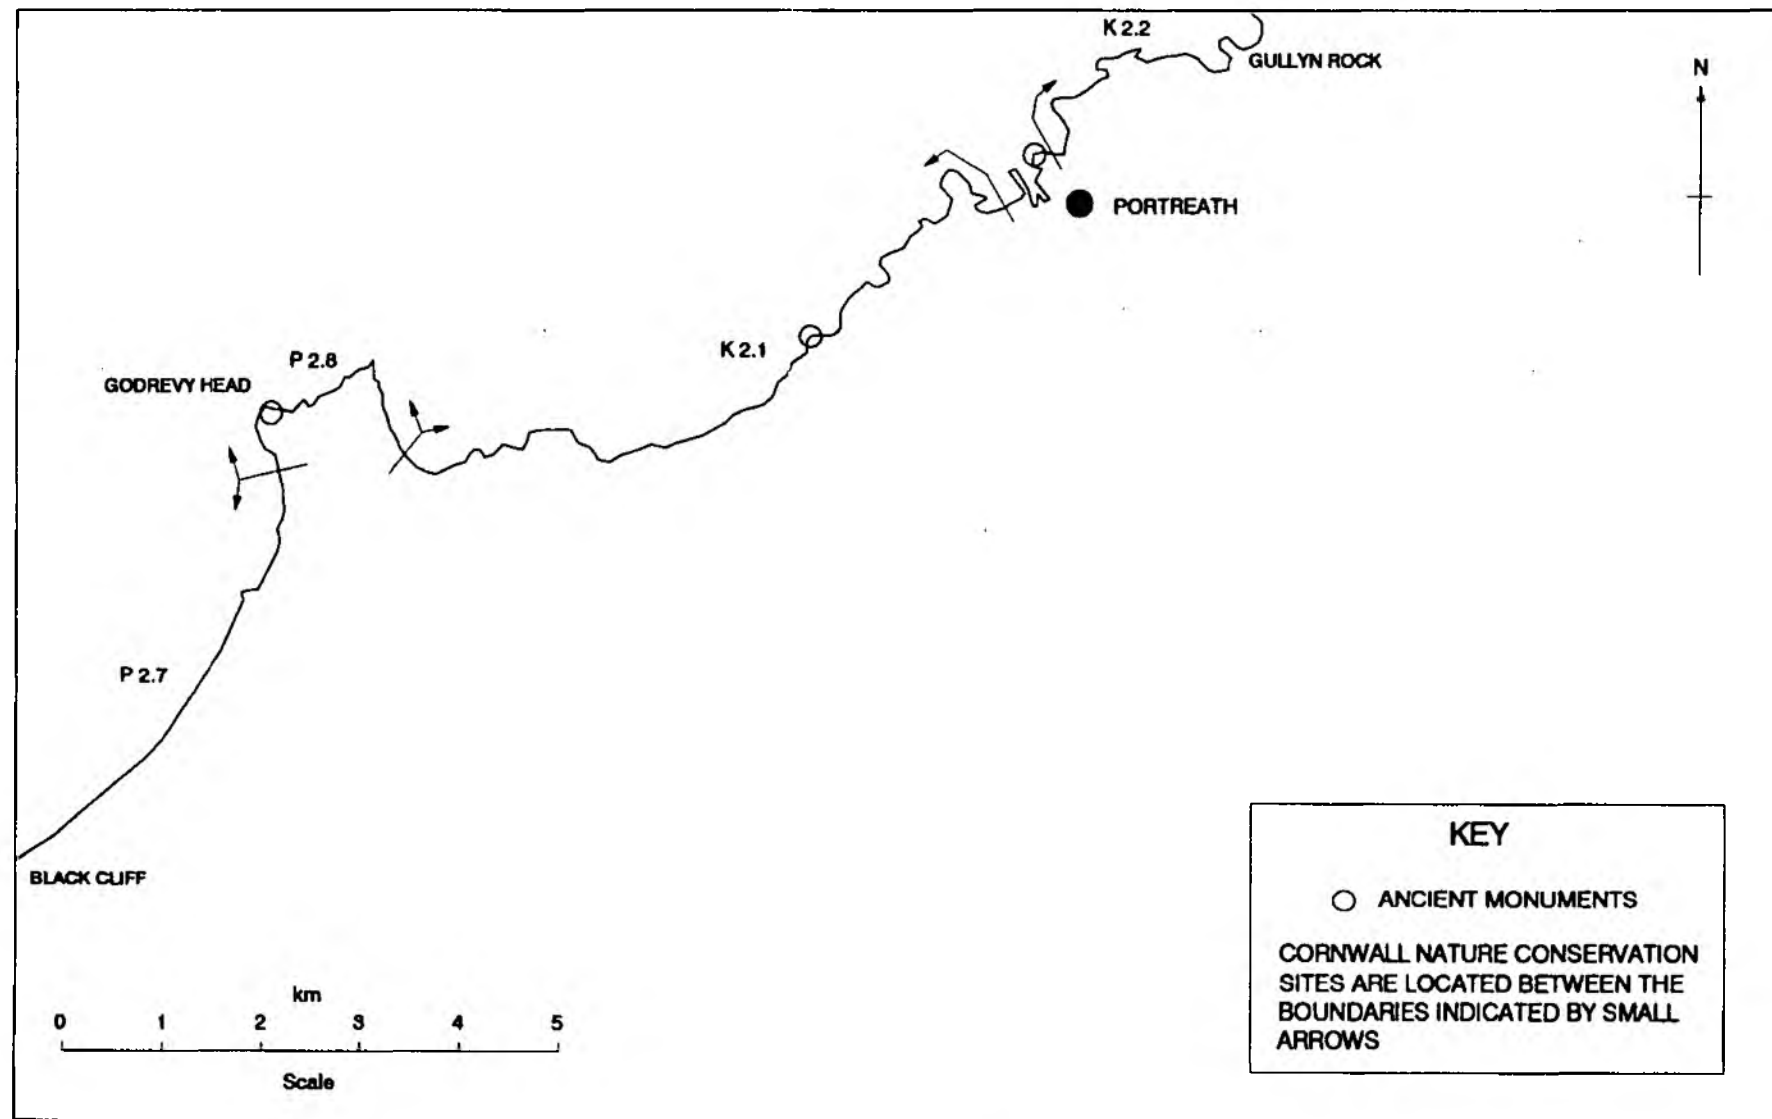 K 2.2
GULLYN ROCK
N
PORTREATH
K 2.1
P 2.8
GODREVY HEAD
P 2.7
BLACK CLIFF
km
0 1 2 3 4 5
Scale
KEY
ANCIENT MONUMENTS
CORNWALL NATURE CONSERVATION
SITES ARE LOCATED BETWEEN THE
BOUNDARIES INDICATED BY SMALL
ARROWS